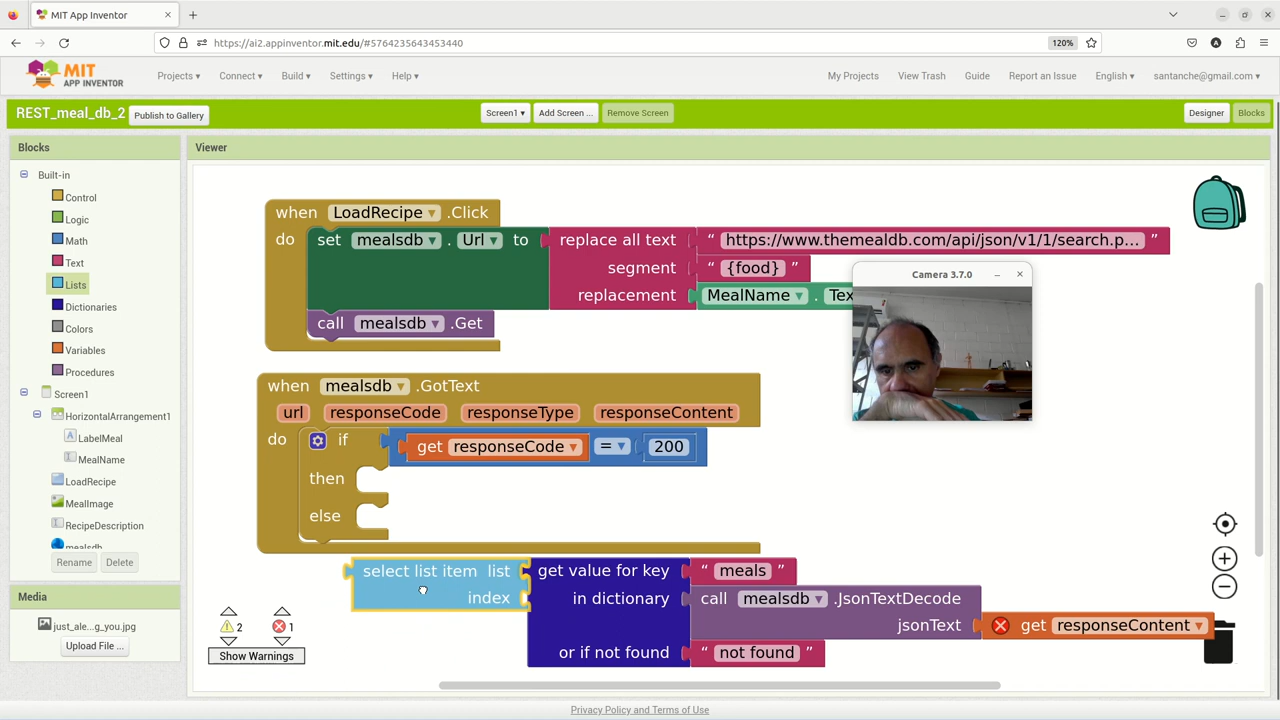 MIT App Inventor
https://ai2.appinventor.mit.edu/#5764235643453440
120%
MIT
APP INVENTOR
Projects ▾
Connect ▾
Build ▾
Settings ▾
Help ▾
My Projects
View Trash
Guide
Report an Issue
English ▾
santanche@gmail.com ▾
REST_meal_db_2
Publish to Gallery
Screen1 ▾
Add Screen ...
Remove Screen
Designer
Blocks
Blocks
Viewer
Built-in
Control
Logic
Math
Text
Lists
Dictionaries
Colors
Variables
Procedures
Screen1
HorizontalArrangement1
LabelMeal
MealName
LoadRecipe
MealImage
RecipeDescription
mealsdb
Rename
Delete
Media
just_ale...g_you.jpg
Upload File ...
when LoadRecipe ▾ .Click
do set mealsdb ▾ . Url ▾ to replace all text “ https://www.themealdb.com/api/json/v1/1/search.p... ”
segment “ {food} ”
replacement MealName ▾ . Tex
call mealsdb ▾ .Get
Camera 3.7.0
when mealsdb ▾ .GotText
url responseCode responseType responseContent
do if get responseCode ▾ = ▾ 200
then
else
select list item list get value for key “ meals ”
index in dictionary call mealsdb ▾ .JsonTextDecode
jsonText get responseContent ▾
or if not found “ not found ”
2
1
Show Warnings
Privacy Policy and Terms of Use